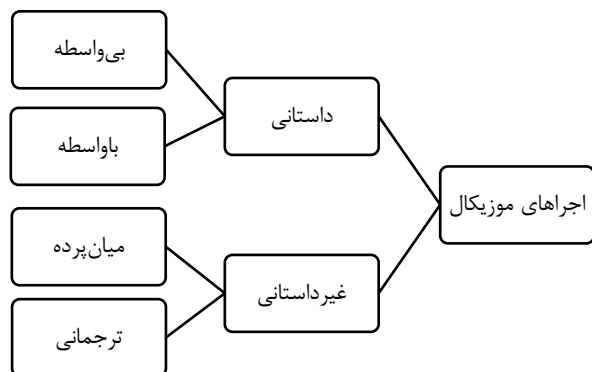 اجراهای موزیکال
داستانی
بی‌واسطه
باواسطه
غیرداستانی
میان‌پرده
ترجمانی